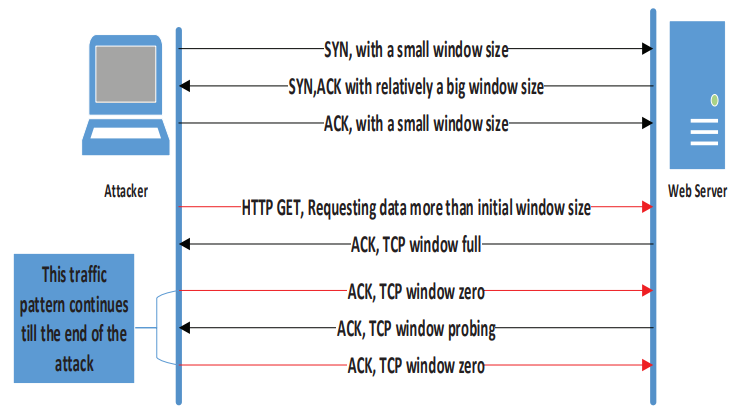 SYN, with a small window size
SYN,ACK with relatively a big window size
ACK, with a small window size
Attacker
Web Server
HTTP GET, Requesting data more than initial window size
ACK, TCP window full
This traffic
pattern continues
till the end of the
attack
ACK, TCP window zero
ACK, TCP window probing
ACK, TCP window zero